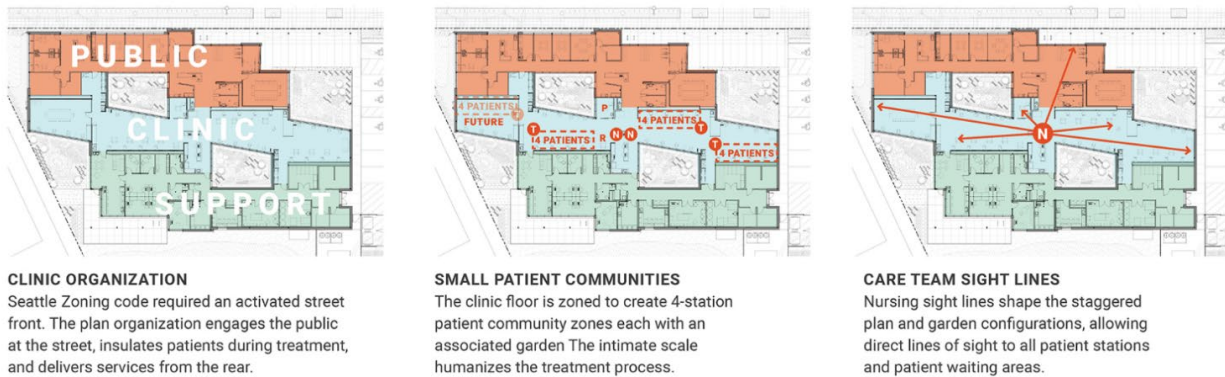 PUBLIC
CLINIC
SUPPORT
CLINIC ORGANIZATION
Seattle Zoning code required an activated street
front. The plan organization engages the public
at the street, insulates patients during treatment,
and delivers services from the rear.
4 PATIENTS
FUTURE
T
P
4 PATIENTS
T
T
4 PATIENTS
R
N
N
T
4 PATIENTS
SMALL PATIENT COMMUNITIES
The clinic floor is zoned to create 4-station
patient community zones each with an
associated garden The intimate scale
humanizes the treatment process.
N
CARE TEAM SIGHT LINES
Nursing sight lines shape the staggered
plan and garden configurations, allowing
direct lines of sight to all patient stations
and patient waiting areas.